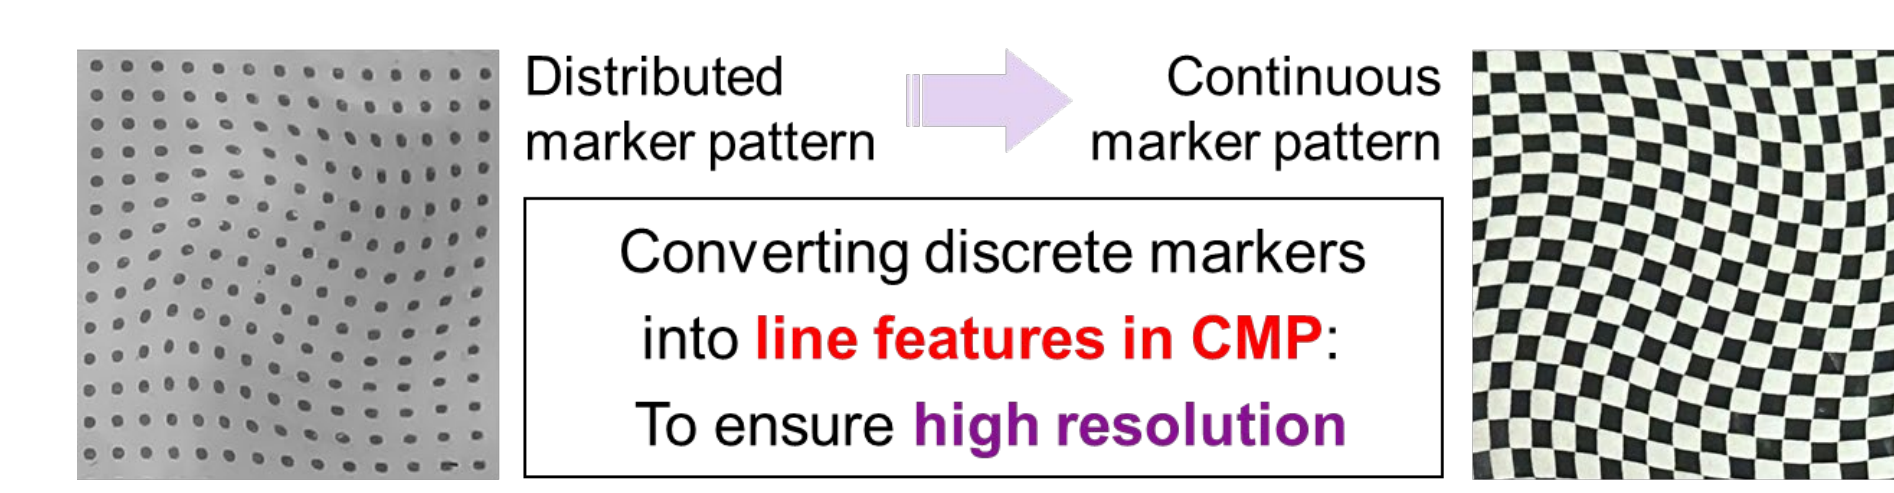 Distributed
marker pattern
Continuous
marker pattern
Converting discrete markers
into line features in CMP:
To ensure high resolution